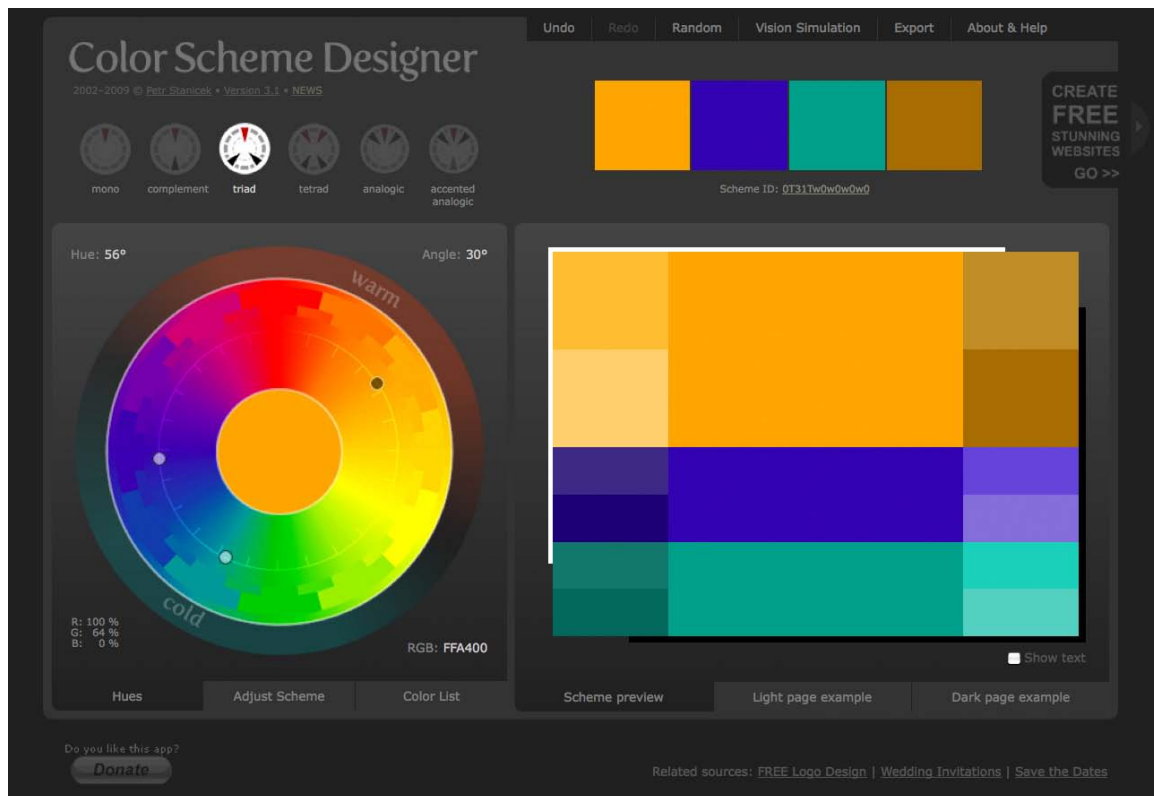 Undo Redo Random Vision Simulation Export About & Help
Color Scheme Designer
2002–2009 © Petr Stanicek • Version 3.1 • NEWS
CREATE
FREE
STUNNING
WEBSITES
GO >>
mono complement triad tetrad analogic accented
analogic
Scheme ID: 0T31Tw0w0w0w0
Hue: 56° Angle: 30°
warm
cold
R: 100 %
G: 64 %
B: 0 %
RGB: FFA400
Show text
Hues Adjust Scheme Color List
Scheme preview Light page example Dark page example
Do you like this app?
Donate
Related sources: FREE Logo Design | Wedding Invitations | Save the Dates